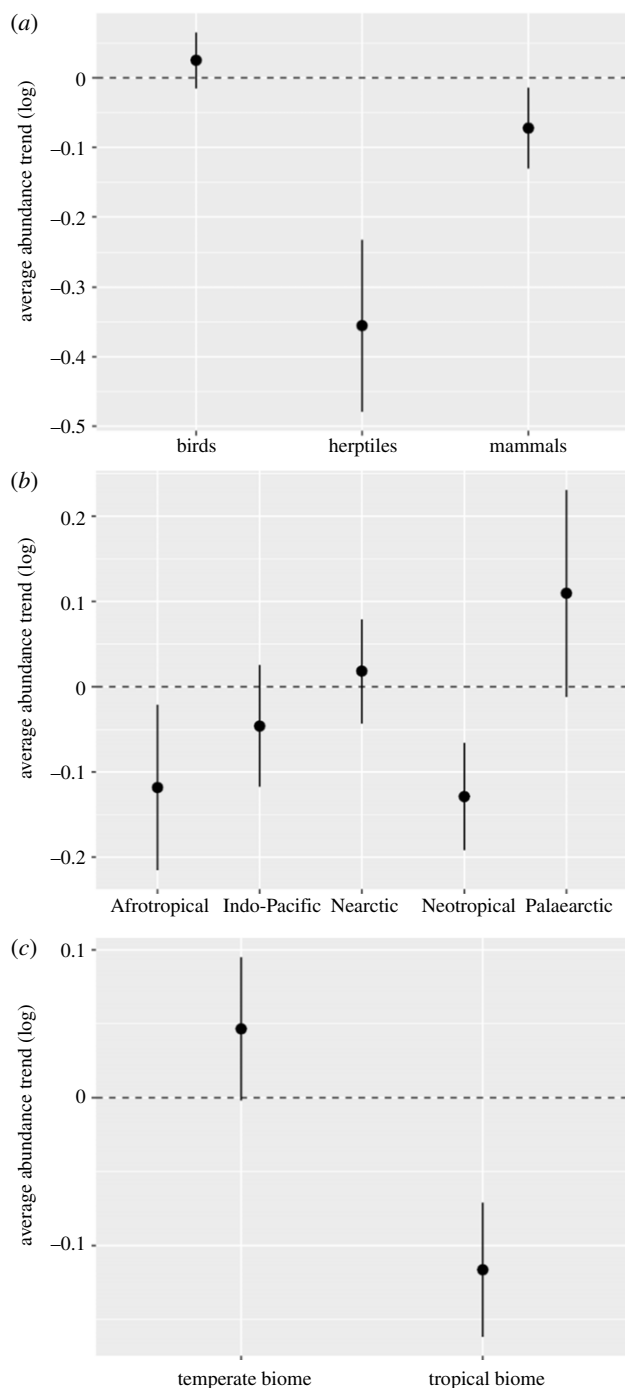 (a)
average abundance trend (log)
0
–0.1
–0.2
–0.3
–0.4
–0.5
birds herptiles mammals
(b)
average abundance trend (log)
0.2
0.1
0
–0.1
–0.2
Afrotropical Indo-Pacific Nearctic Neotropical Palaearctic
(c)
average abundance trend (log)
0.1
0
–0.1
temperate biome tropical biome